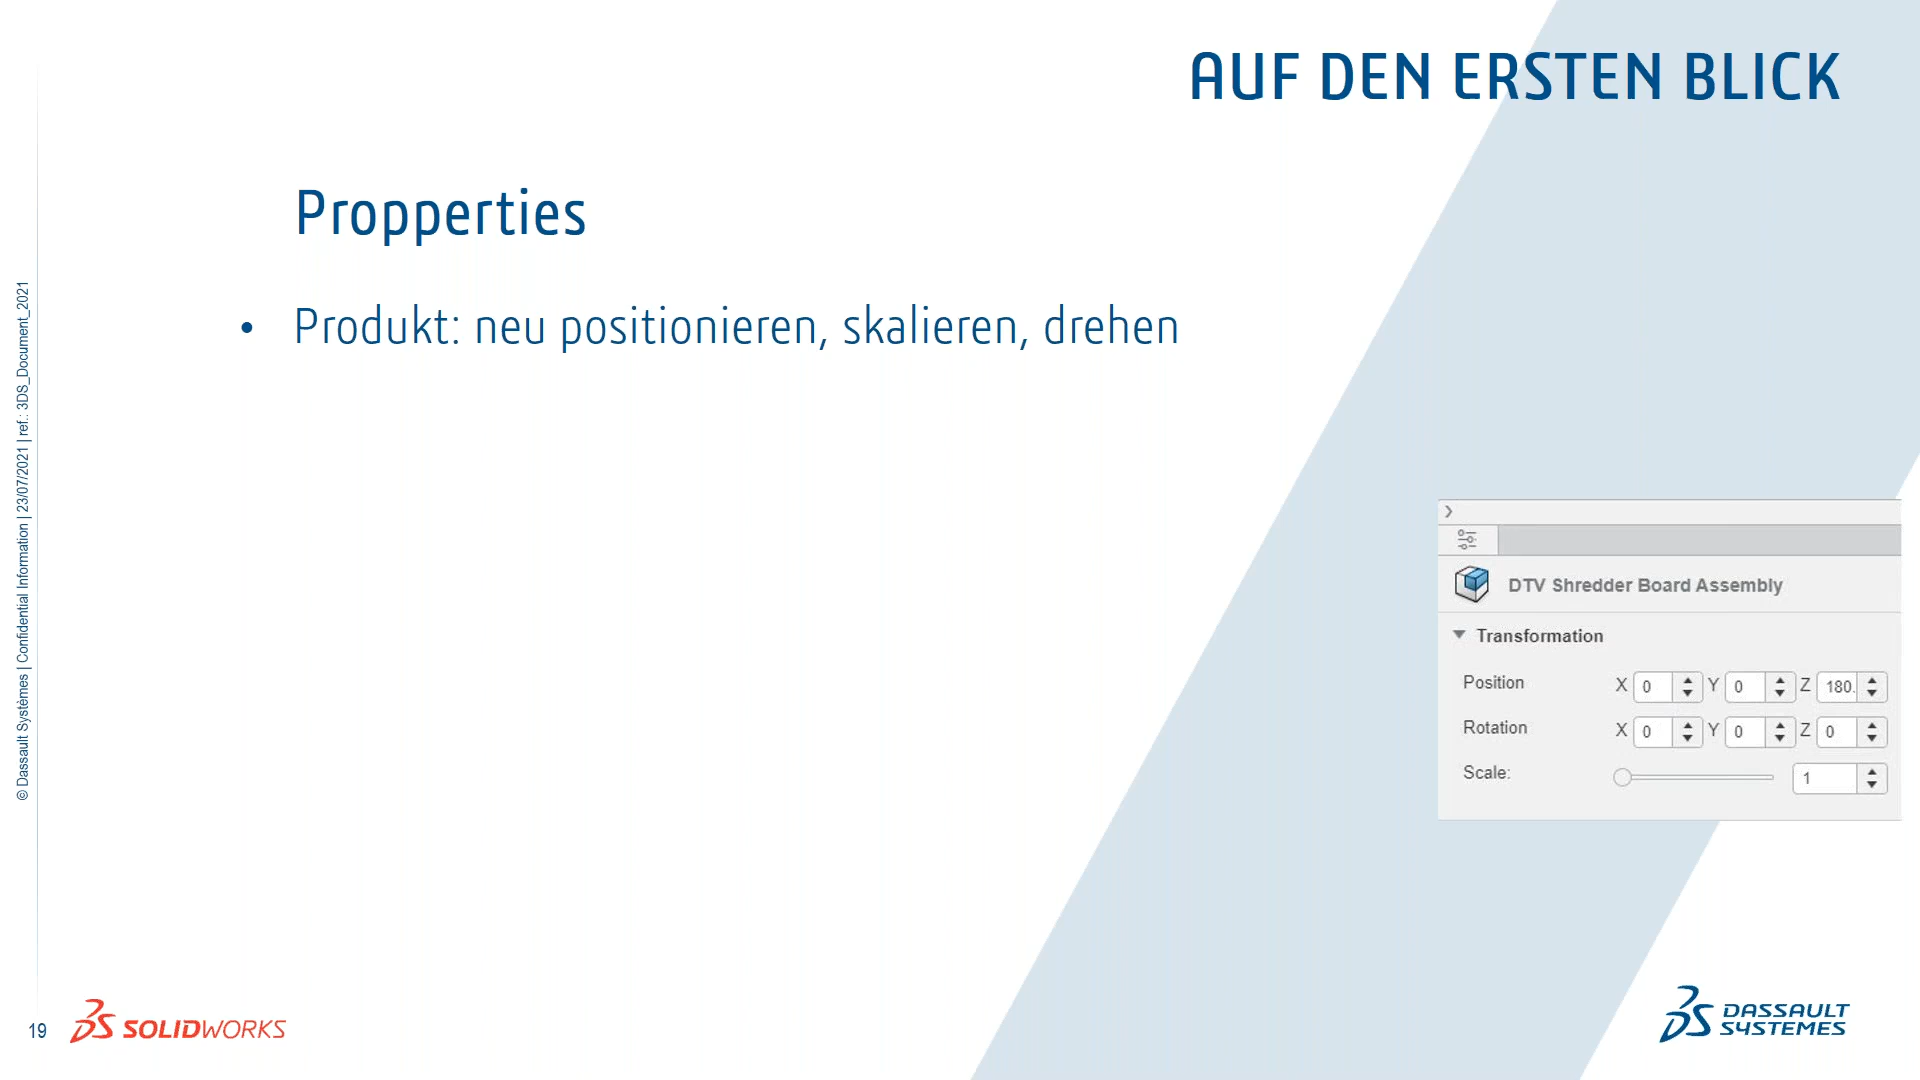 AUF DEN ERSTEN BLICK
Propperties
• Produkt: neu positionieren, skalieren, drehen
© Dassault Systèmes | Confidential Information | 23/07/2021 | ref.: 3DS_Document_2021
DTV Shredder Board Assembly
Transformation
Position X 0 Y 0 Z 180.
Rotation X 0 Y 0 Z 0
Scale: 1
19 SOLIDWORKS
DASSAULT
SYSTEMES